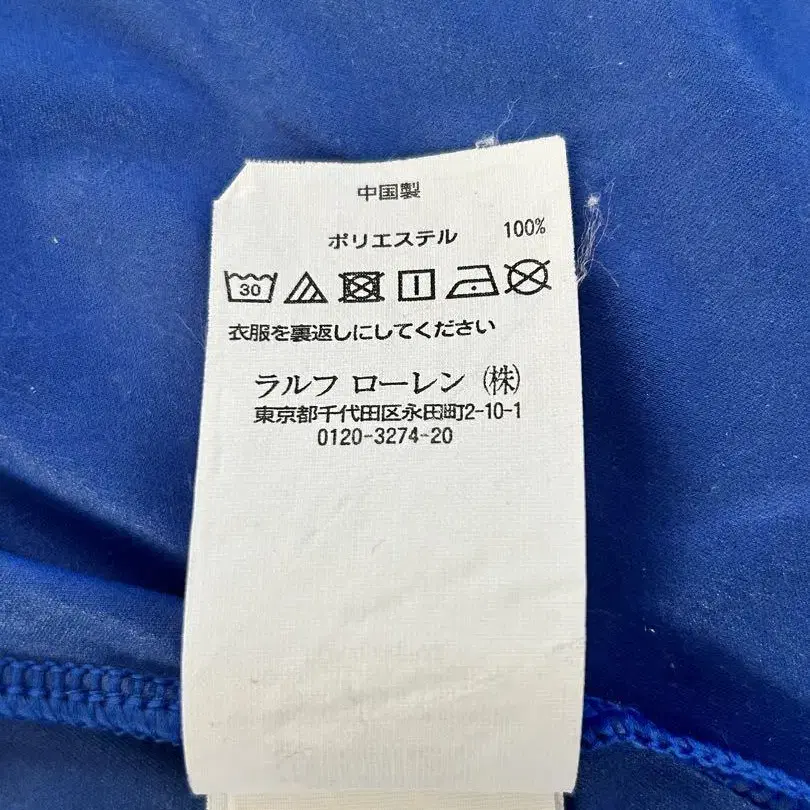 中国製
ポリエステル 100%
30
衣服を裏返しにしてください
ラルフ ローレン (株)
東京都千代田区永田町2-10-1
0120-3274-20